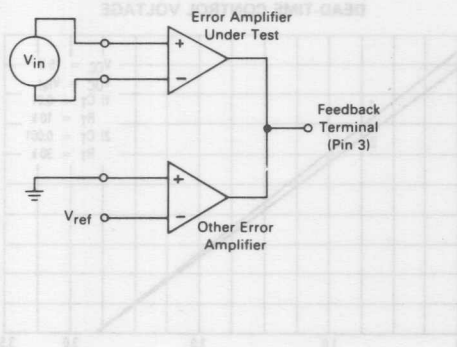 Error Amplifier
Under Test
+
−
Vin
Feedback
Terminal
(Pin 3)
+
−
Vref
Other Error
Amplifier